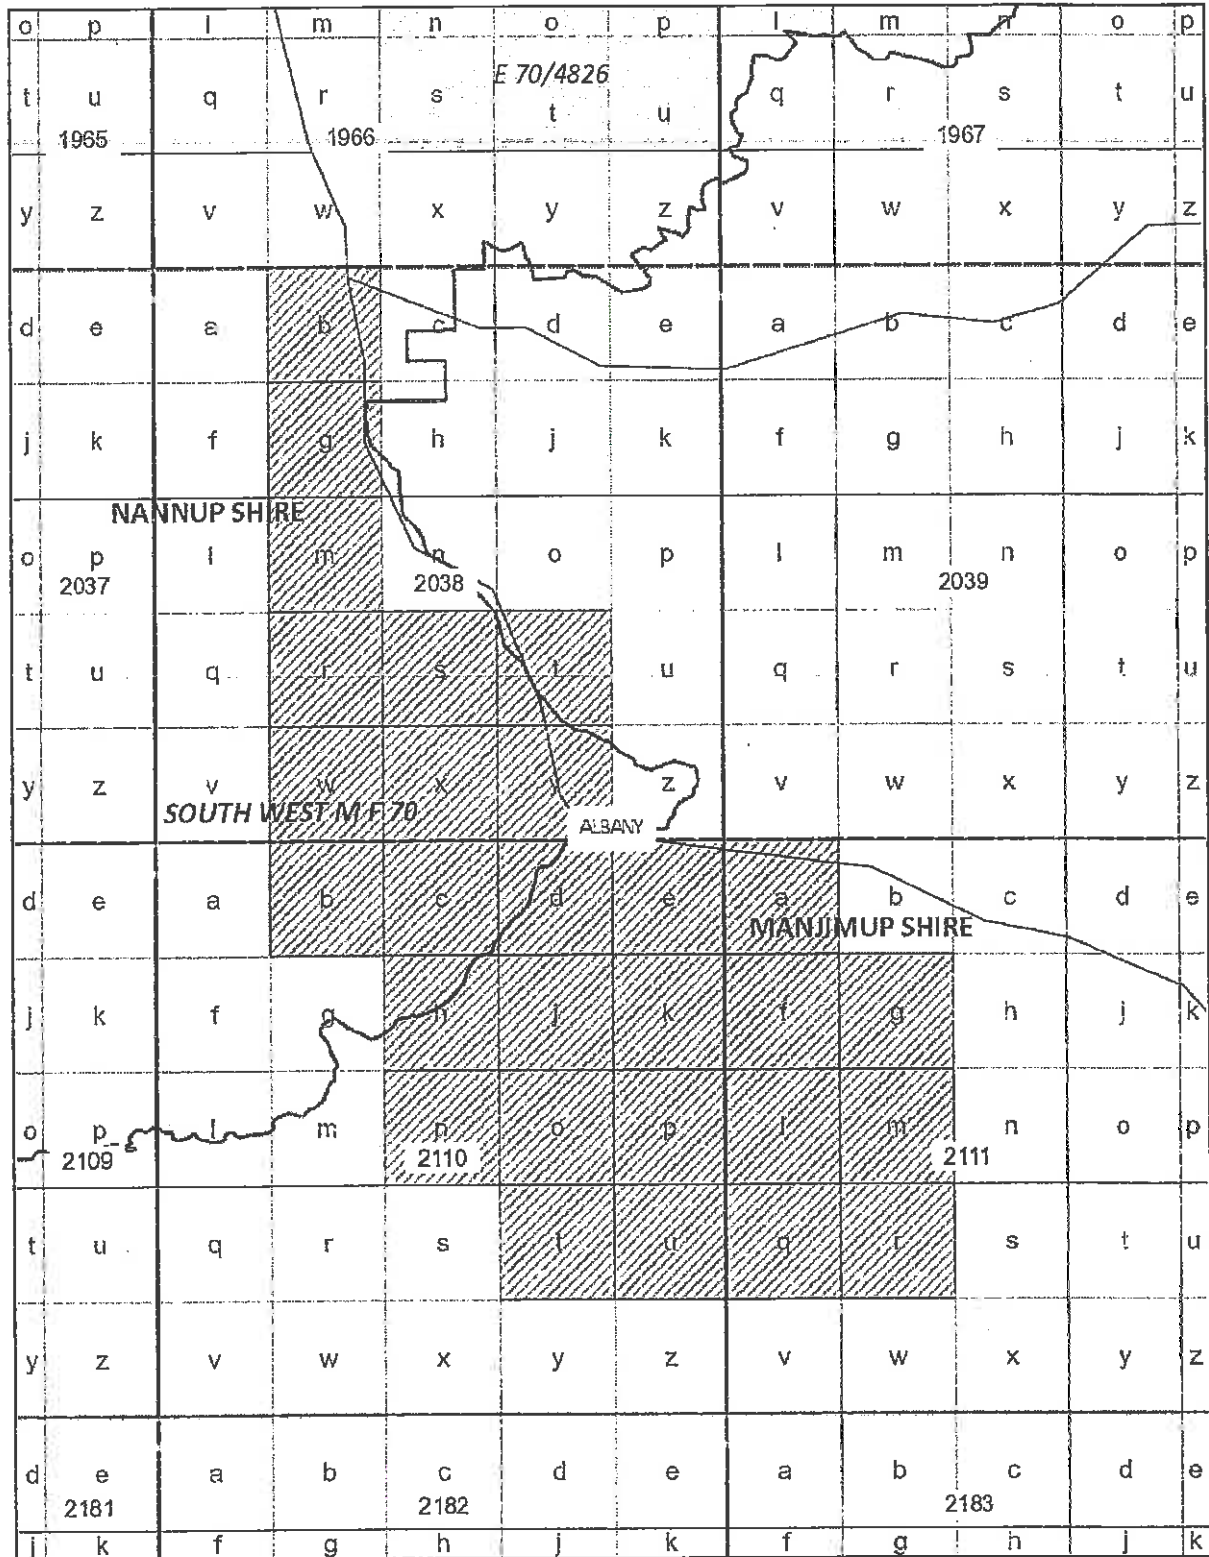 o p l m n o p l m n o p
E 70/4826
t u q r s t u q r s t u
1965 1966 1967
y z v w x y z v w x y z
d e a b c d e a b c d e
j k f g h j k f g h j k
NANNUP SHIRE
o p l m n o p l m n o p
2037 2038 2039
t u q r s t u q r s t u
y z v w x y z v w x y z
SOUTH WEST M F 70
ALBANY
d e a b c d e a b c d e
MANJIMUP SHIRE
j k f g h j k f g h j k
o p l m n o p l m n o p
2109 2110 2111
t u q r s t u q r s t u
y z v w x y z v w x y z
d e a b c d e a b c d e
2181 2182 2183
j k f g h j k f g h j k